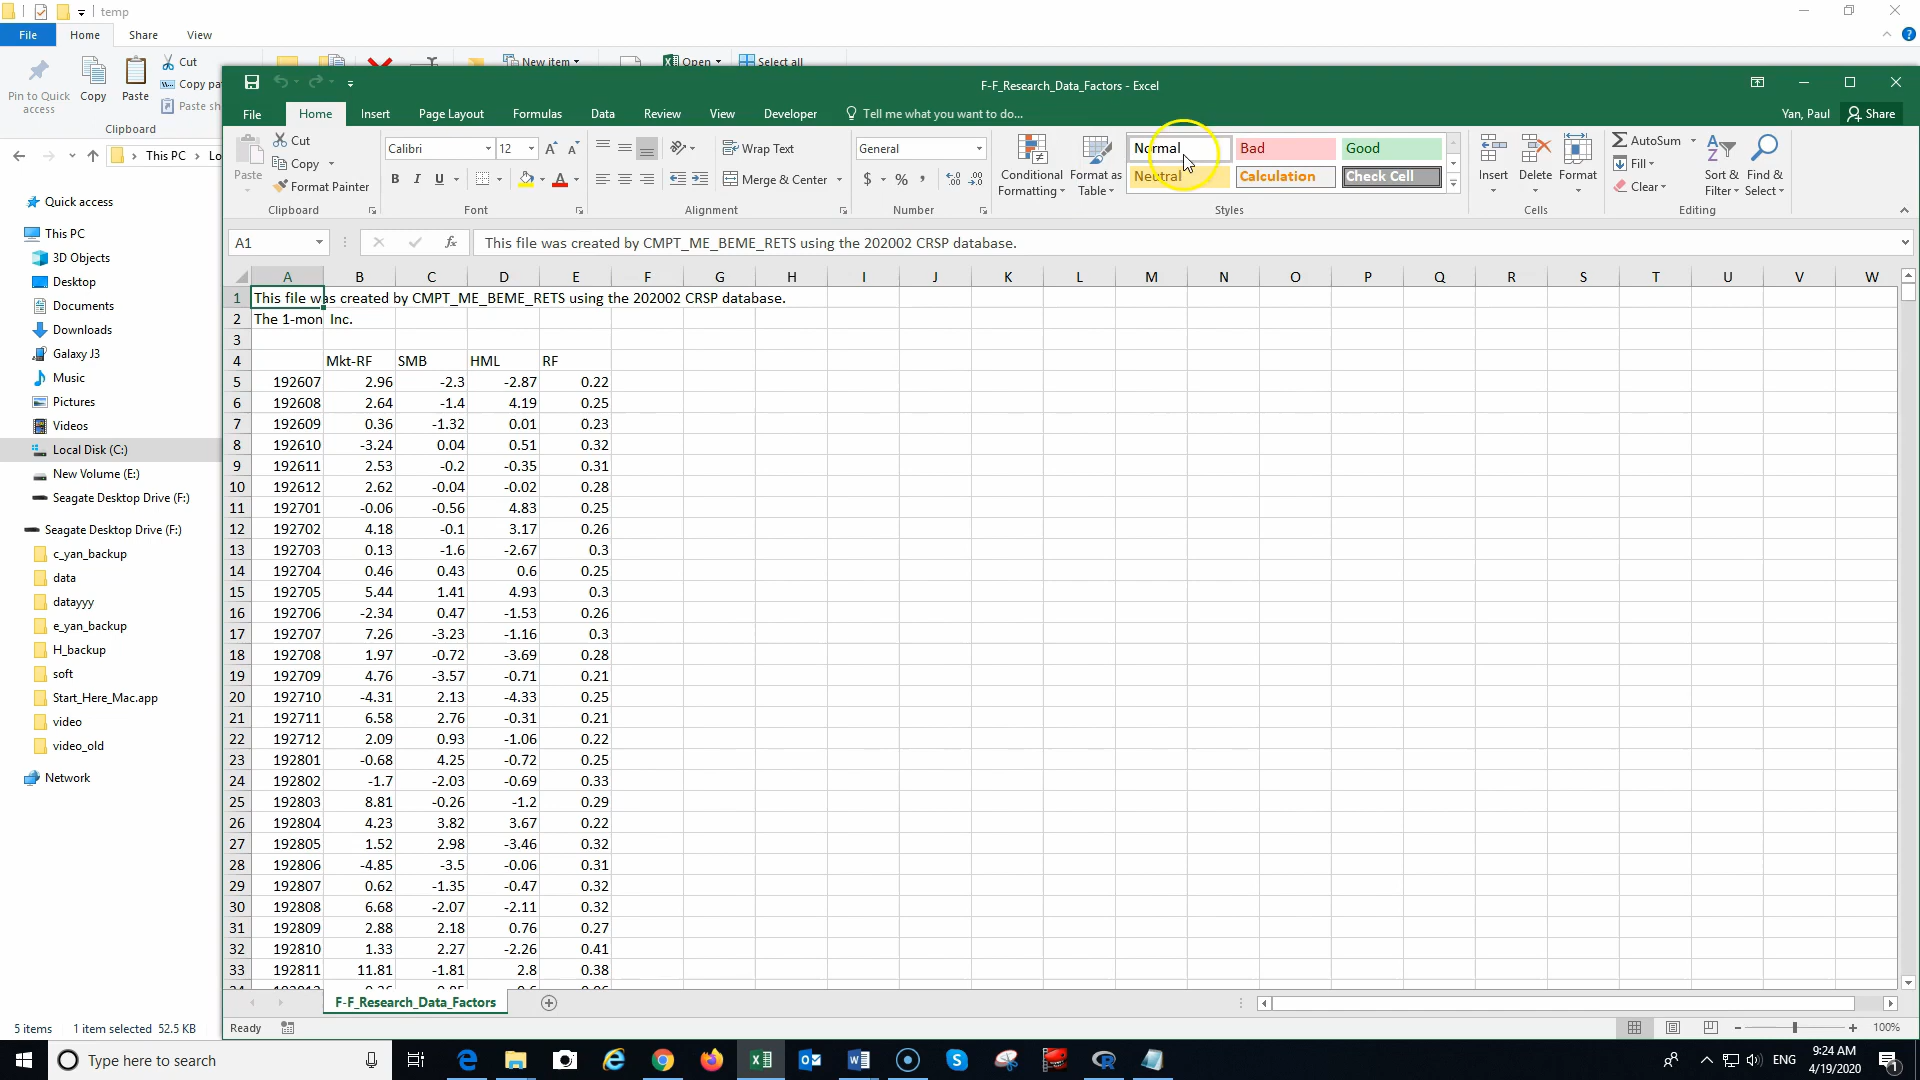 temp
File Home Share View
Pin to Quick access
Copy
Paste
Cut
Copy pa
Paste sh
Clipboard
New item
Open
Select all
F-F_Research_Data_Factors - Excel
File Home Insert Page Layout Formulas Data Review View Developer Tell me what you want to do... Yan, Paul Share
Paste
Cut
Copy
Format Painter
Clipboard
Calibri 12
B I U
Font
Wrap Text
Merge & Center
Alignment
General
$ % ,
Number
Conditional Formatting
Format as Table
Normal Bad Good
Neutral Calculation Check Cell
Styles
Insert Delete Format
Cells
AutoSum
Fill
Clear
Sort & Filter
Find & Select
Editing
This PC Lo
A1 fx This file was created by CMPT_ME_BEME_RETS using the 202002 CRSP database.
Quick access
This PC
3D Objects
Desktop
Documents
Downloads
Galaxy J3
Music
Pictures
Videos
Local Disk (C:)
New Volume (E:)
Seagate Desktop Drive (F:)
Seagate Desktop Drive (F:)
c_yan_backup
data
datayyy
e_yan_backup
H_backup
soft
Start_Here_Mac.app
video
video_old
Network
A B C D E F G H I J K L M N O P Q R S T U V W
1 This file was created by CMPT_ME_BEME_RETS using the 202002 CRSP database.
2 The 1-mon Inc.
3
4 Mkt-RF SMB HML RF
5 192607 2.96 -2.3 -2.87 0.22
6 192608 2.64 -1.4 4.19 0.25
7 192609 0.36 -1.32 0.01 0.23
8 192610 -3.24 0.04 0.51 0.32
9 192611 2.53 -0.2 -0.35 0.31
10 192612 2.62 -0.04 -0.02 0.28
11 192701 -0.06 -0.56 4.83 0.25
12 192702 4.18 -0.1 3.17 0.26
13 192703 0.13 -1.6 -2.67 0.3
14 192704 0.46 0.43 0.6 0.25
15 192705 5.44 1.41 4.93 0.3
16 192706 -2.34 0.47 -1.53 0.26
17 192707 7.26 -3.23 -1.16 0.3
18 192708 1.97 -0.72 -3.69 0.28
19 192709 4.76 -3.57 -0.71 0.21
20 192710 -4.31 2.13 -4.33 0.25
21 192711 6.58 2.76 -0.31 0.21
22 192712 2.09 0.93 -1.06 0.22
23 192801 -0.68 4.25 -0.72 0.25
24 192802 -1.7 -2.03 -0.69 0.33
25 192803 8.81 -0.26 -1.2 0.29
26 192804 4.23 3.82 3.67 0.22
27 192805 1.52 2.98 -3.46 0.32
28 192806 -4.85 -3.5 -0.06 0.31
29 192807 0.62 -1.35 -0.47 0.32
30 192808 6.68 -2.07 -2.11 0.32
31 192809 2.88 2.18 0.76 0.27
32 192810 1.33 2.27 -2.26 0.41
33 192811 11.81 -1.81 2.8 0.38
F-F_Research_Data_Factors
5 items 1 item selected 52.5 KB
Ready
100%
Type here to search
ENG
9:24 AM
4/19/2020
1